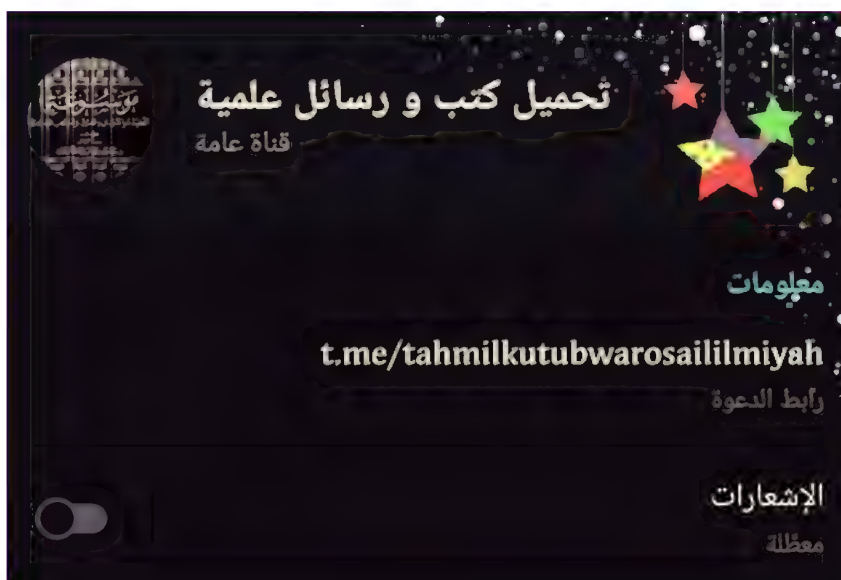 تحميل كتب و رسائل علمية
قناة عامة
معلومات
t.me/tahmilkutubwarosaililmiyah
رابط الدعوة
الإشعارات
معطلة